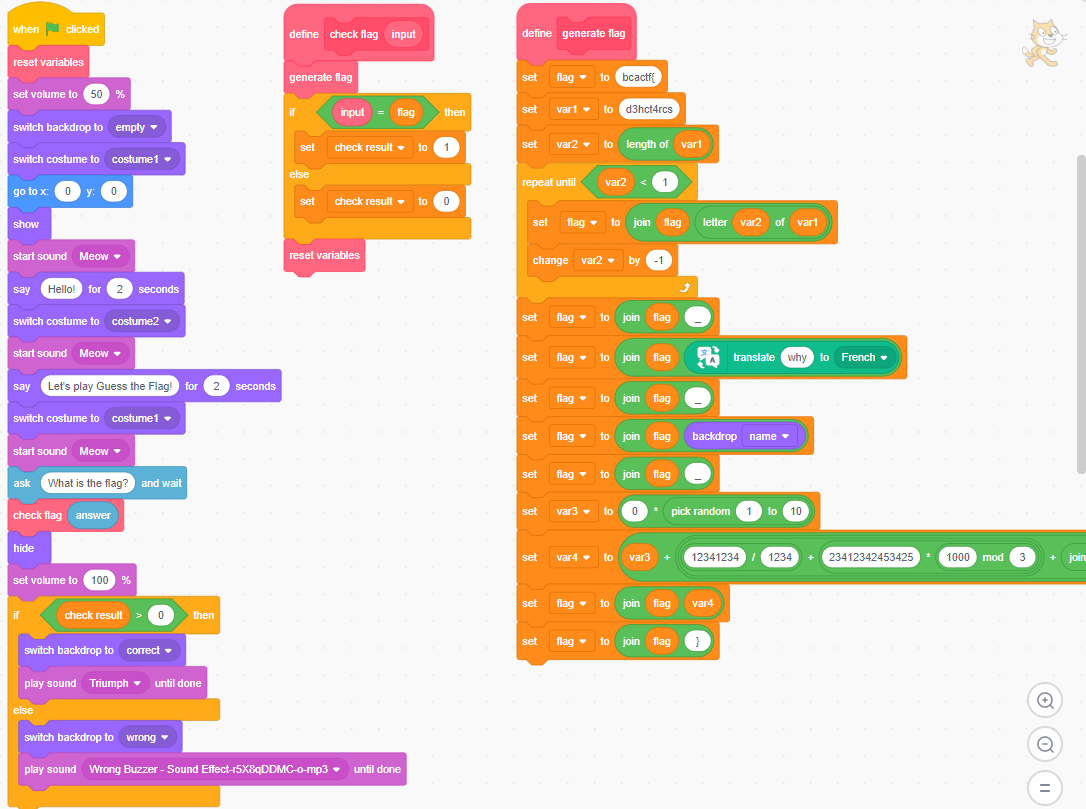 when clicked
reset variables
set volume to 50 %
switch backdrop to empty
switch costume to costume1
go to x: 0 y: 0
show
start sound Meow
say Hello! for 2 seconds
switch costume to costume2
start sound Meow
say Let's play Guess the Flag! for 2 seconds
switch costume to costume1
start sound Meow
ask What is the flag? and wait
check flag answer
hide
set volume to 100 %
if check result > 0 then
switch backdrop to correct
play sound Triumph until done
else
switch backdrop to wrong
play sound Wrong Buzzer - Sound Effect-r5X8qDDMC-o-mp3 until done
define check flag input
generate flag
if input = flag then
set check result to 1
else
set check result to 0
reset variables
define generate flag
set flag to bcactf{
set var1 to d3hct4rcs
set var2 to length of var1
repeat until var2 < 1
set flag to join flag letter var2 of var1
change var2 by -1
set flag to join flag _
set flag to join flag translate why to French
set flag to join flag _
set flag to join flag backdrop name
set flag to join flag _
set var3 to 0 * pick random 1 to 10
set var4 to var3 + 12341234 / 1234 + 23412342453425 * 1000 mod 3 + join
set flag to join flag var4
set flag to join flag }